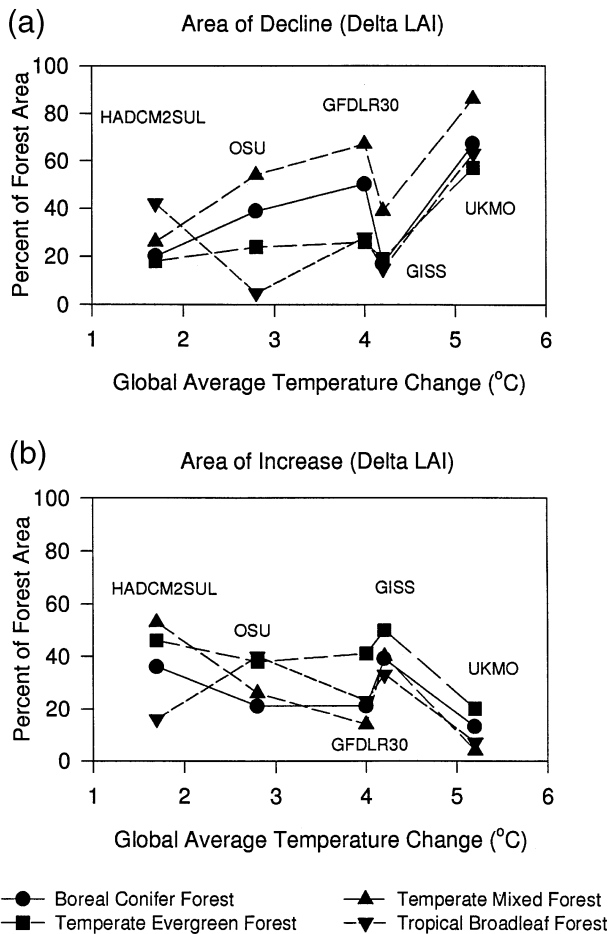 (a)
Area of Decline (Delta LAI)
Percent of Forest Area
100
80
60
40
20
0
HADCM2SUL
OSU
GFDLR30
GISS
UKMO
1 2 3 4 5 6
Global Average Temperature Change (°C)
(b)
Area of Increase (Delta LAI)
Percent of Forest Area
100
80
60
40
20
0
HADCM2SUL
OSU
GFDLR30
GISS
UKMO
1 2 3 4 5 6
Global Average Temperature Change (°C)
Boreal Conifer Forest
Temperate Mixed Forest
Temperate Evergreen Forest
Tropical Broadleaf Forest